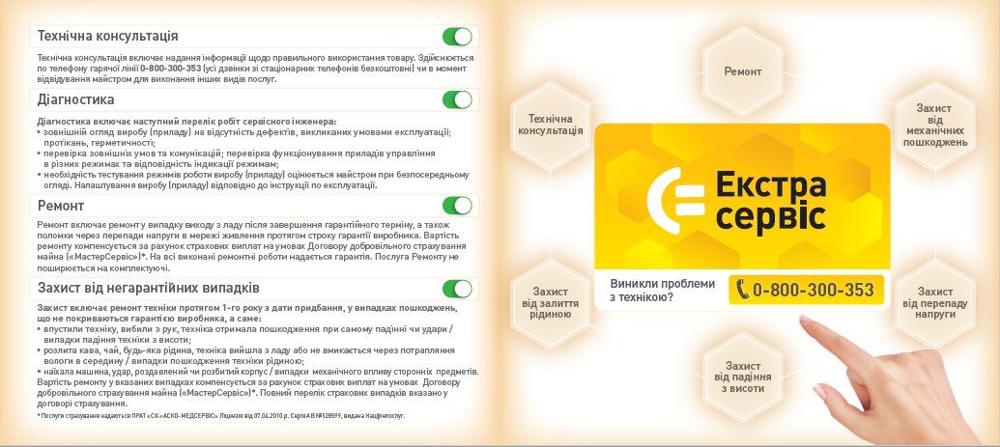 Технічна консультація
Технічна консультація включає надання інформації щодо правильного використання товару. Здійснюється
по телефону гарячої лінії 0-800-300-353 (усі дзвінки зі стаціонарних телефонів безкоштовні) чи в момент
відвідування майстром для виконання інших видів послуг.
Діагностика
Діагностика включає наступний перелік робіт сервісного інженера:
• зовнішній огляд виробу (приладу) на відсутність дефектів, викликаних умовами експлуатації;
протікань, герметичності;
• перевірка зовнішніх умов та комунікацій; перевірка функціонування приладів управління
в різних режимах та відповідність індикації режимам;
• необхідність тестування режимів роботи виробу (приладу) оцінюється майстром при безпосередньому
огляді. Налаштування виробу (приладу) відповідно до інструкції по експлуатації.
Ремонт
Ремонт включає ремонт у випадку виходу з ладу після завершення гарантійного терміну, а також
поломки через перепади напруги в мережі живлення протягом строку гарантії виробника. Вартість
ремонту компенсується за рахунок страхових виплат на умовах Договору добровільного страхування
майна («МастерСервіс»)*. На всі виконані ремонтні роботи надається гарантія. Послуга Ремонту не
поширюється на комплектуючі.
Захист від негарантійних випадків
Захист включає ремонт техніки протягом 1-го року з дати придбання, у випадках пошкоджень,
що не покриваються гарантією виробника, а саме:
• впустили техніку, вибили з рук, техніка отримала пошкодження при самому падінні чи удари /
випадки падіння техніки з висоти;
• розлита кава, чай, будь-яка рідина, техніка вийшла з ладу або не вмикається через потрапляння
вологи в середину / випадки пошкодження техніки рідиною;
• наїхала машина, удар, роздавлений чи розбитий корпус / випадки механічного впливу сторонніх предметів.
Вартість ремонту у вказаних випадках компенсується за рахунок страхових виплат на умовах Договору
добровільного страхування майна («МастерСервіс»)*. Повний перелік страхових випадків вказано у
договорі страхування.
* Послуги страхування надаються ПРАТ «СК «АСКО-МЕДСЕРВІС» Ліцензія від 07.04.2010 р. Серія АВ №528599, видана Нацфінпослуг.
Ремонт
Технічна
консультація
Захист
від
механічних
пошкоджень
Екстра
сервіс
Виникли проблеми
з технікою?
0-800-300-353
Захист
від залиття
рідиною
Захист
від перепаду
напруги
Захист
від падіння
з висоти